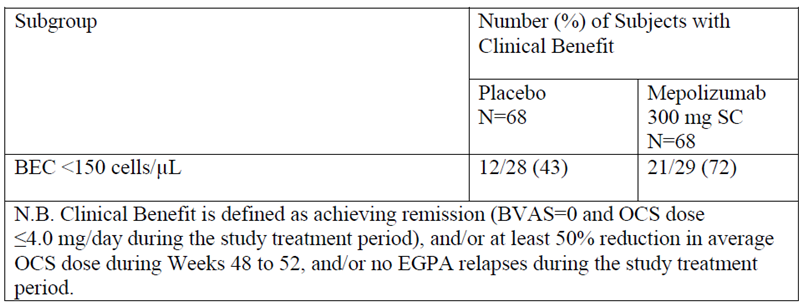 Subgroup
Number (%) of Subjects with
Clinical Benefit
Placebo
N=68
Mepolizumab
300 mg SC
N=68
BEC <150 cells/µL
12/28 (43)
21/29 (72)
N.B. Clinical Benefit is defined as achieving remission (BVAS=0 and OCS dose
≤4.0 mg/day during the study treatment period), and/or at least 50% reduction in average
OCS dose during Weeks 48 to 52, and/or no EGPA relapses during the study treatment
period.